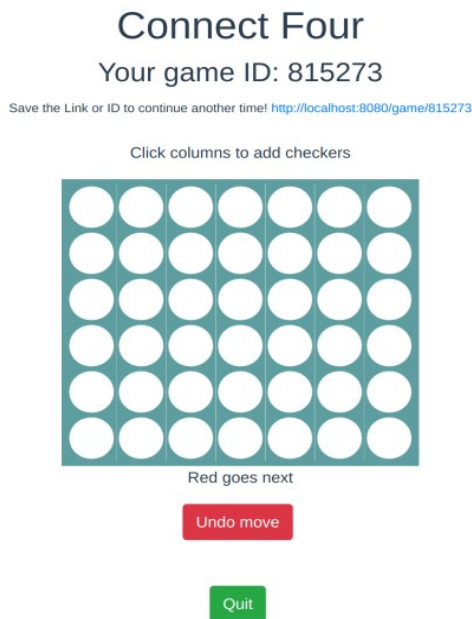 Connect Four
Your game ID: 815273
Save the Link or ID to continue another time! http://localhost:8080/game/815273
Click columns to add checkers
Red goes next
Undo move
Quit